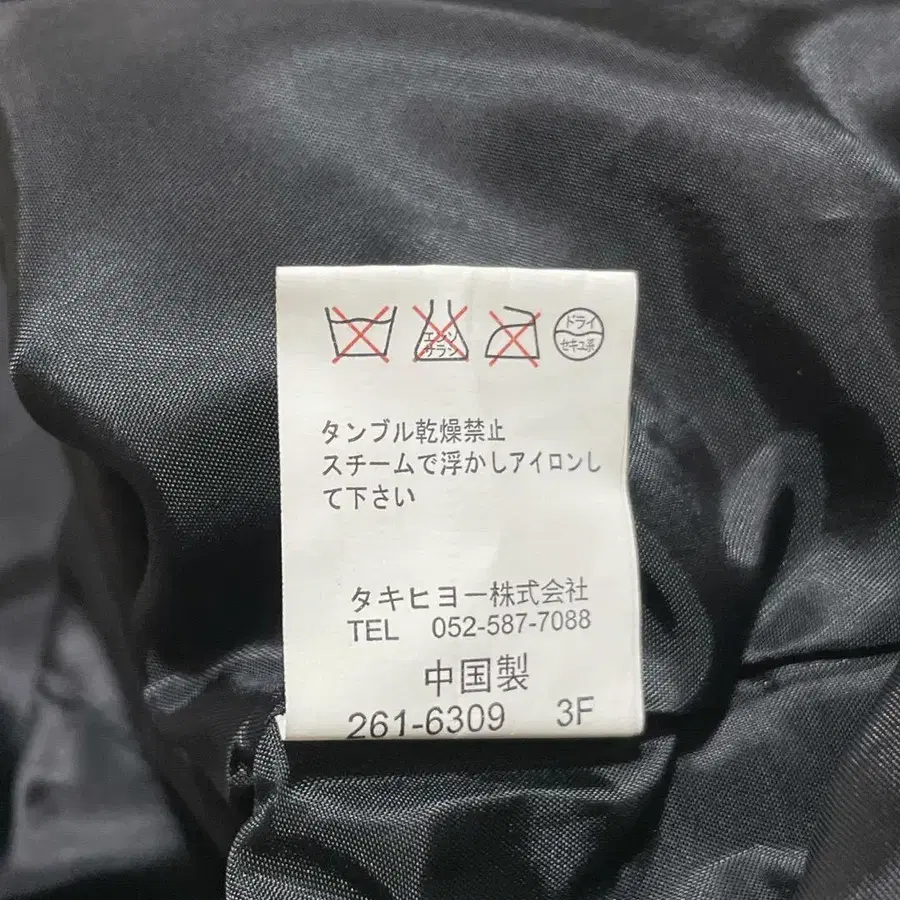 エンソ
サラシ
ドライ
セキユ系
タンブル乾燥禁止
スチームで浮かしアイロンし
て下さい
タキヒヨー株式会社
TEL 052-587-7088
中国製
261-6309 3F